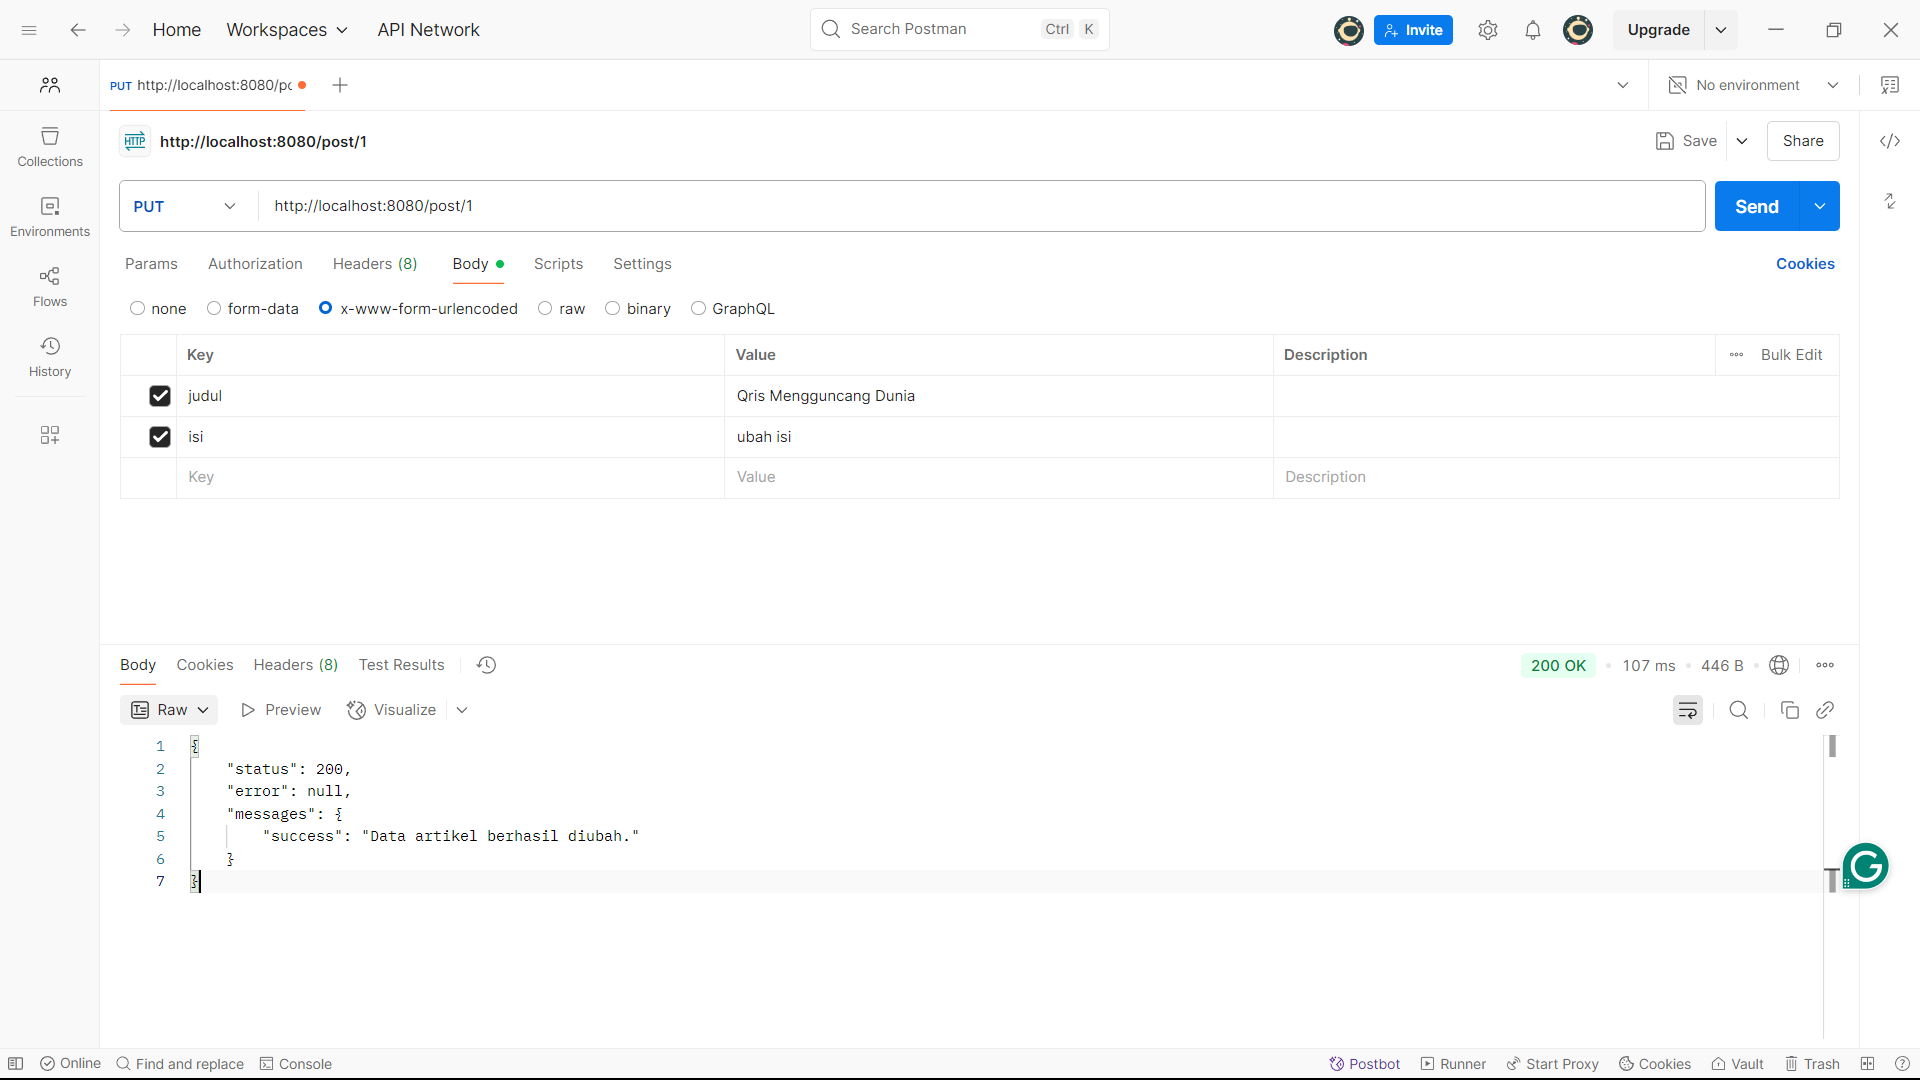 Home Workspaces API Network Search Postman Ctrl K Invite Upgrade
PUT http://localhost:8080/pc No environment
HTTP http://localhost:8080/post/1 Save Share
Collections
Environments
Flows
History
PUT http://localhost:8080/post/1 Send
Params Authorization Headers (8) Body Scripts Settings Cookies
none form-data x-www-form-urlencoded raw binary GraphQL
Key Value Description Bulk Edit
judul Qris Mengguncang Dunia
isi ubah isi
Key Value Description
Body Cookies Headers (8) Test Results 200 OK 107 ms 446 B
Raw Preview Visualize
1 {
2 "status": 200,
3 "error": null,
4 "messages": {
5 "success": "Data artikel berhasil diubah."
6 }
7 }
Online Find and replace Console Postbot Runner Start Proxy Cookies Vault Trash